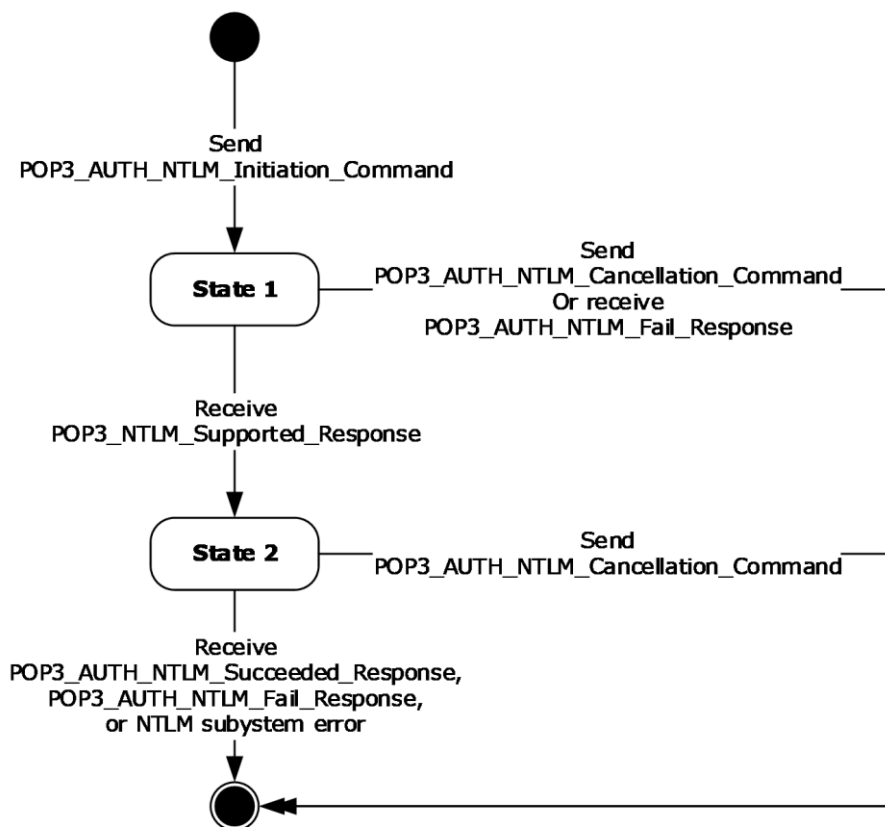 Send
POP3_AUTH_NTLM_Initiation_Command
State 1
Send
POP3_AUTH_NTLM_Cancellation_Command
Or receive
POP3_AUTH_NTLM_Fail_Response
Receive
POP3_NTLM_Supported_Response
State 2
Send
POP3_AUTH_NTLM_Cancellation_Command
Receive
POP3_AUTH_NTLM_Succeeded_Response,
POP3_AUTH_NTLM_Fail_Response,
or NTLM subystem error